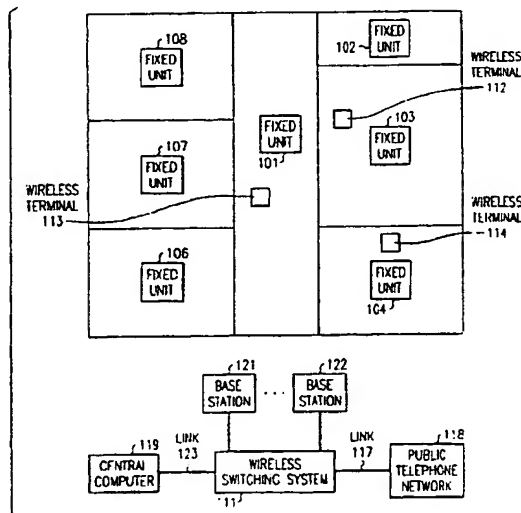 108
FIXED
UNIT
102
FIXED
UNIT
WIRELESS
TERMINAL
112
FIXED
UNIT
101
103
FIXED
UNIT
107
FIXED
UNIT
WIRELESS
TERMINAL
113
WIRELESS
TERMINAL
114
106
FIXED
UNIT
FIXED
UNIT
104
121
BASE
STATION
...
122
BASE
STATION
119
CENTRAL
COMPUTER
LINK
123
WIRELESS
SWITCHING SYSTEM
111
LINK
117
118
PUBLIC
TELEPHONE
NETWORK